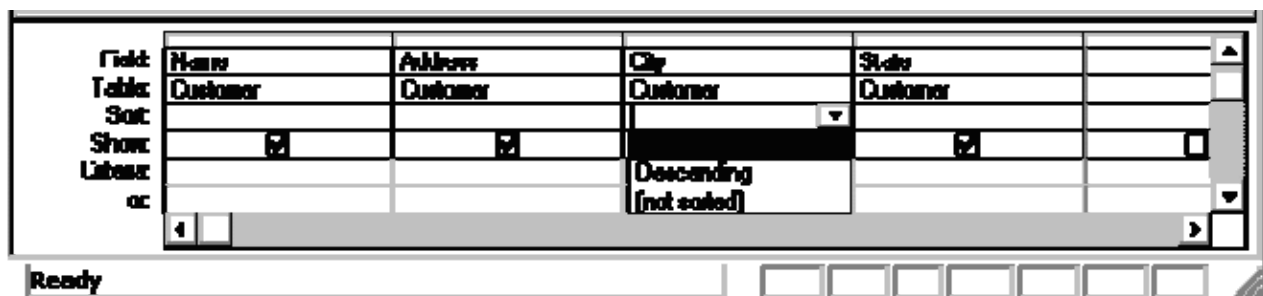 Field: Name Address City State
Table: Customer Customer Customer Customer
Sort:
Show:
Criteria: Descending
or: (not sorted)
Ready